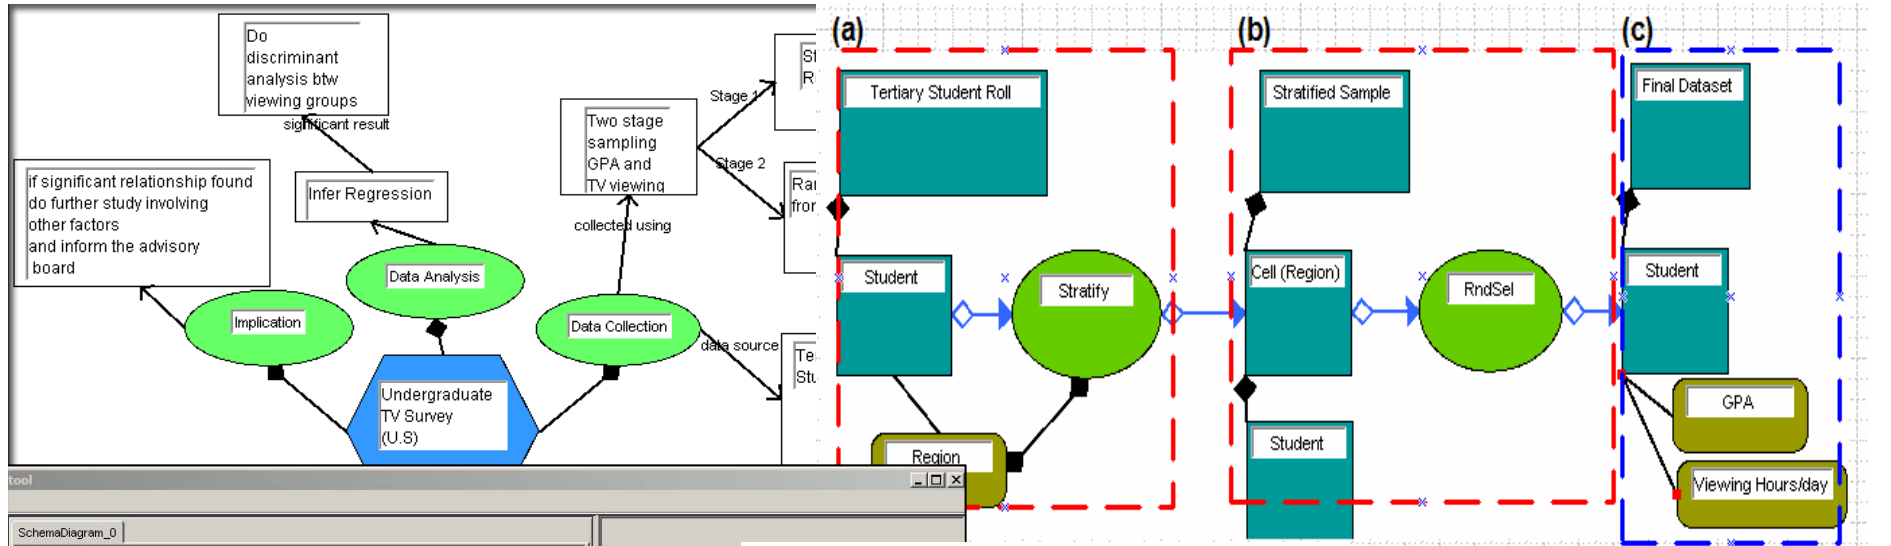 Do
discriminant
analysis btw
viewing groups
significant result
Infer Regression
if significant relationship found
do further study involving
other factors
and inform the advisory
board
Implication
Data Analysis
Data Collection
Undergraduate
TV Survey
(U.S)
Two stage
sampling
GPA and
TV viewing
collected using
Stage 1
Stage 2
data source
tool
SchemaDiagram_0
(a)
Tertiary Student Roll
Student
Stratify
Region
(b)
Stratified Sample
Cell (Region)
RndSel
Student
(c)
Final Dataset
Student
GPA
Viewing Hours/day